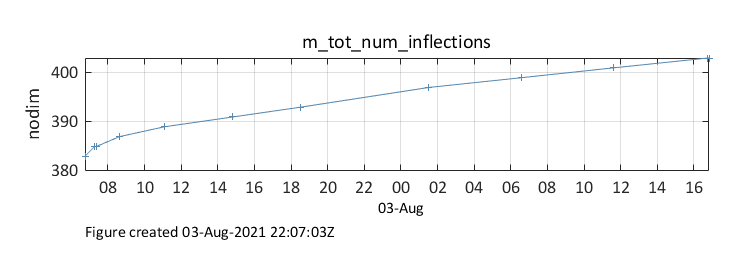 m_tot_num_inflections
nodim
400
390
380
08 10 12 14 16 18 20 22 00 02 04 06 08 10 12 14 16
03-Aug
Figure created 03-Aug-2021 22:07:03Z